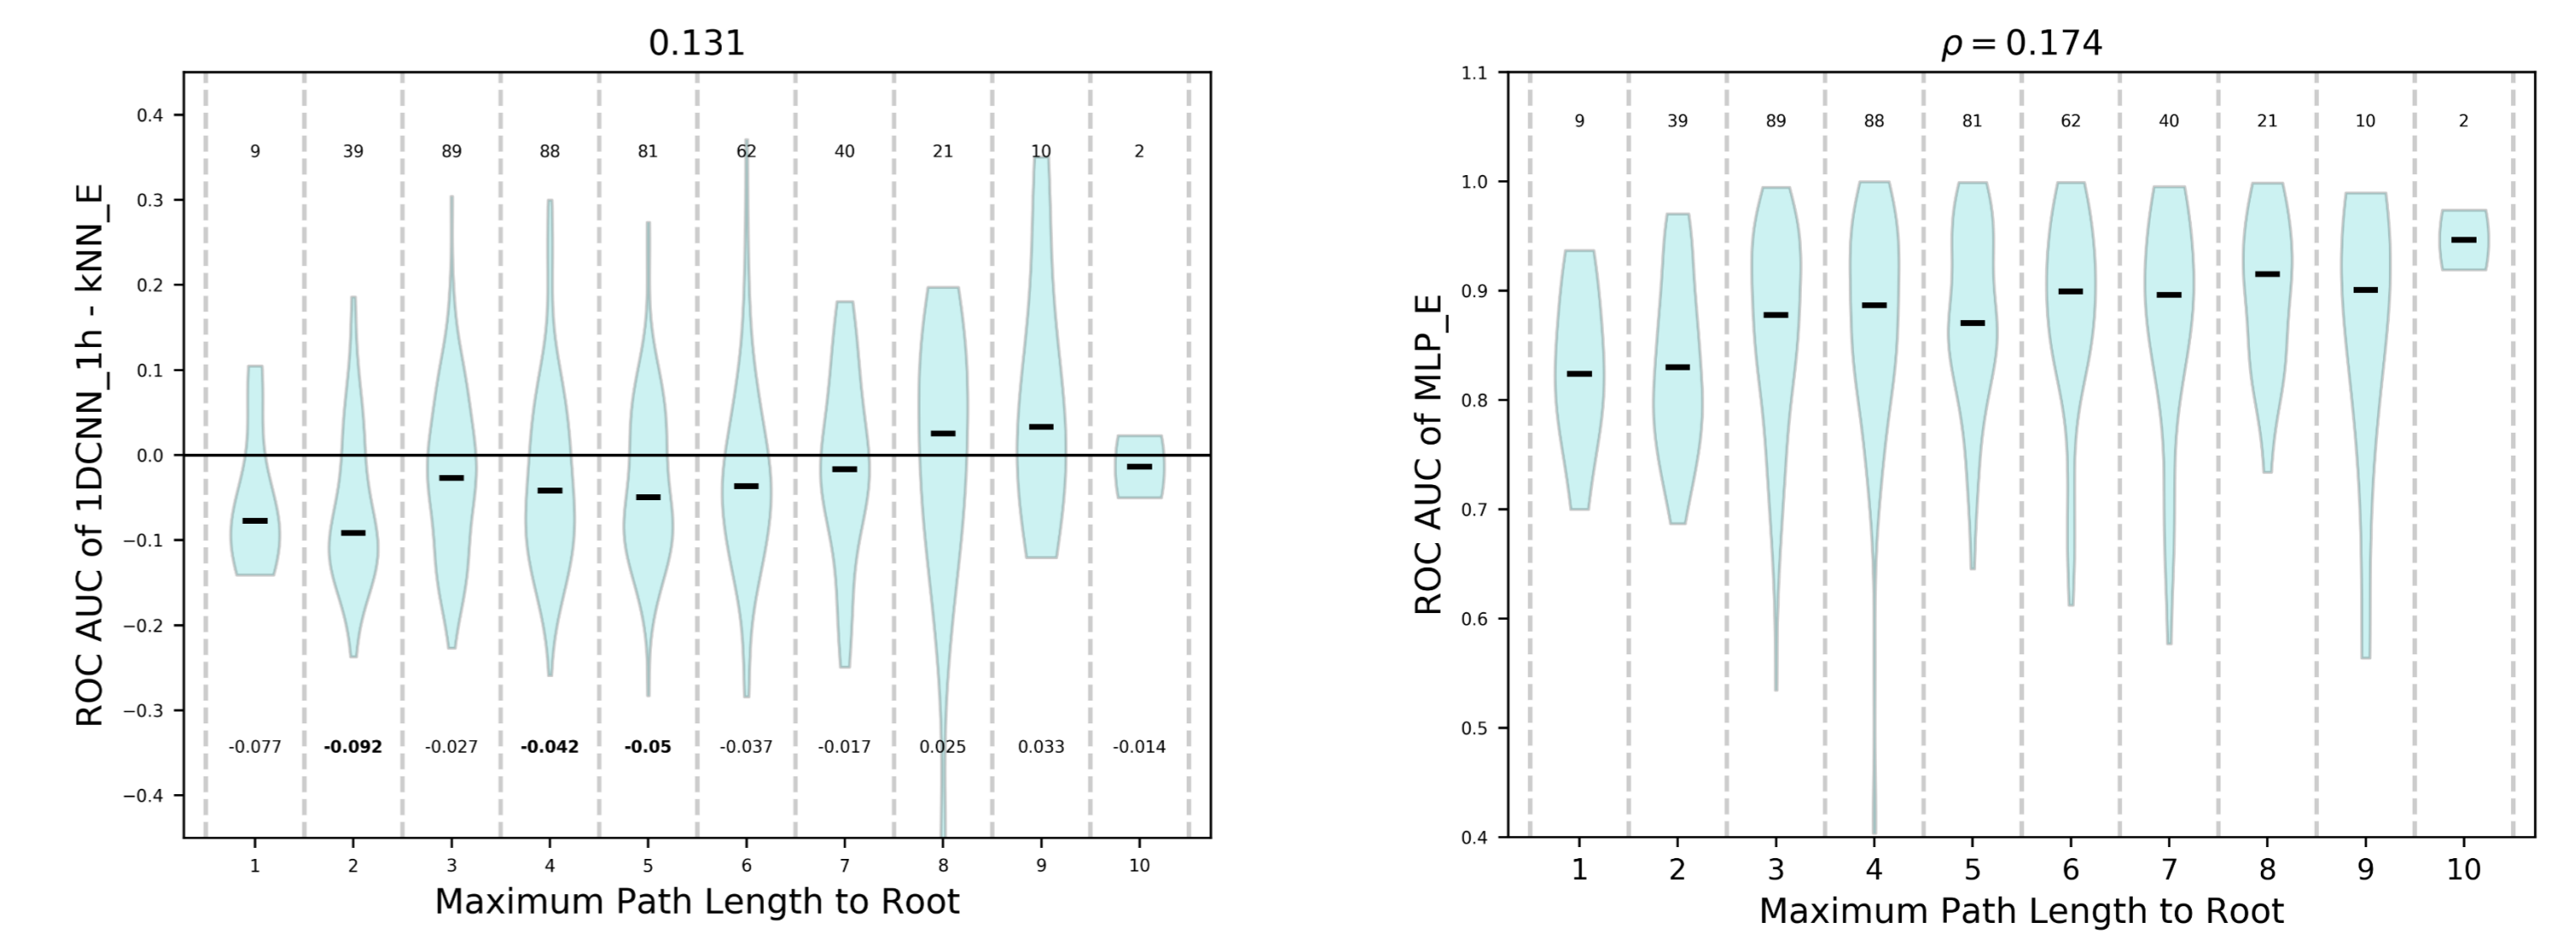 0.131
ROC AUC of 1DCNN_1h - kNN_E
0.4
0.3
0.2
0.1
0.0
−0.1
−0.2
−0.3
−0.4
9 39 89 88 81 62 40 21 10 2
-0.077 -0.092 -0.027 -0.042 -0.05 -0.037 -0.017 0.025 0.033 -0.014
1 2 3 4 5 6 7 8 9 10
Maximum Path Length to Root
ρ = 0.174
ROC AUC of MLP_E
1.1
1.0
0.9
0.8
0.7
0.6
0.5
0.4
9 39 89 88 81 62 40 21 10 2
1 2 3 4 5 6 7 8 9 10
Maximum Path Length to Root